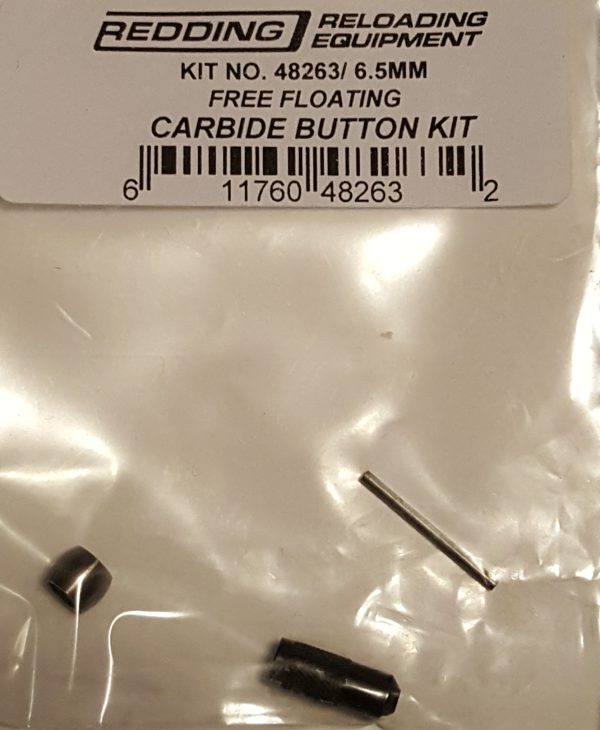 REDDING RELOADING EQUIPMENT
KIT NO. 48263/ 6.5MM
FREE FLOATING
CARBIDE BUTTON KIT
6 11760 48263 2